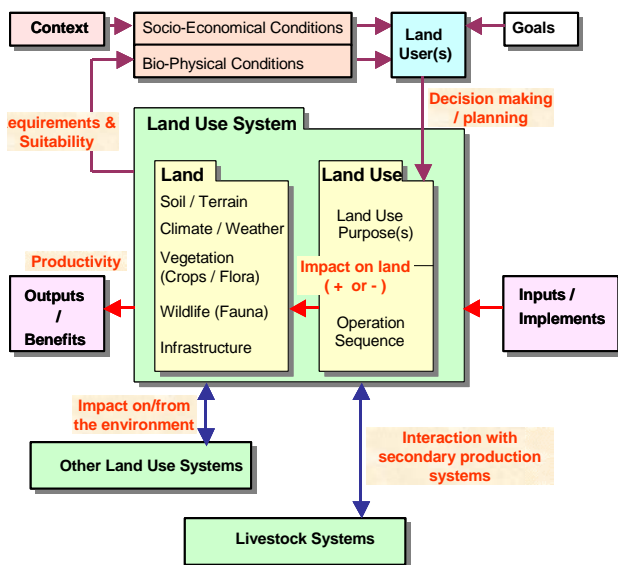 Context
Socio-Economical Conditions
Bio-Physical Conditions
Land
User(s)
Goals
equirements &
Suitability
Decision making
/ planning
Land Use System
Land
Soil / Terrain
Climate / Weather
Vegetation
(Crops / Flora)
Wildlife (Fauna)
Infrastructure
Land Use
Land Use
Purpose(s)
Impact on land
( + or - )
Operation
Sequence
Productivity
Outputs
/
Benefits
Inputs /
Implements
Impact on/from
the environment
Other Land Use Systems
Interaction with
secondary production
systems
Livestock Systems